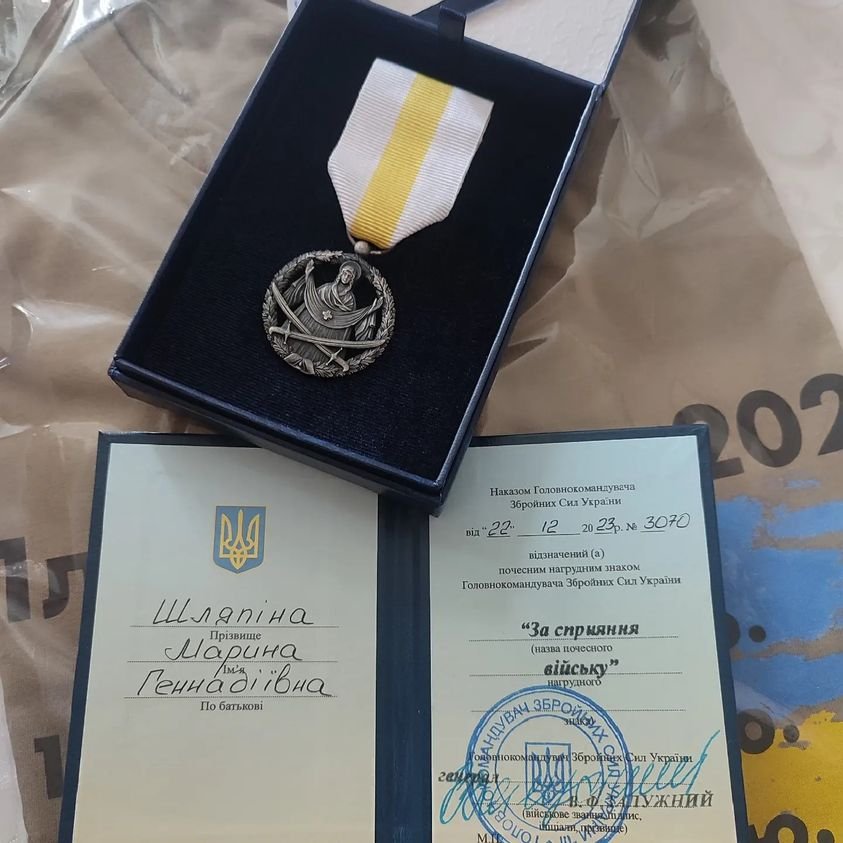 202
Шляпіна
Прізвище
Марина
Ім'я
Геннадіївна
По батькові
Наказом Головнокомандувача
Збройних Сил України
від "22" 12 2023р. № 3070
відзначений (а)
почесним нагрудним знаком
Головнокомандувача Збройних Сил України
"За сприяння
(назва почесного
війську"
нагрудного
знака)
Головнокомандувач Збройних Сил України
генерал
В.Ф.ЗАЛУЖНИЙ
(військове звання, підпис,
ініціали, прізвище)
М.П.